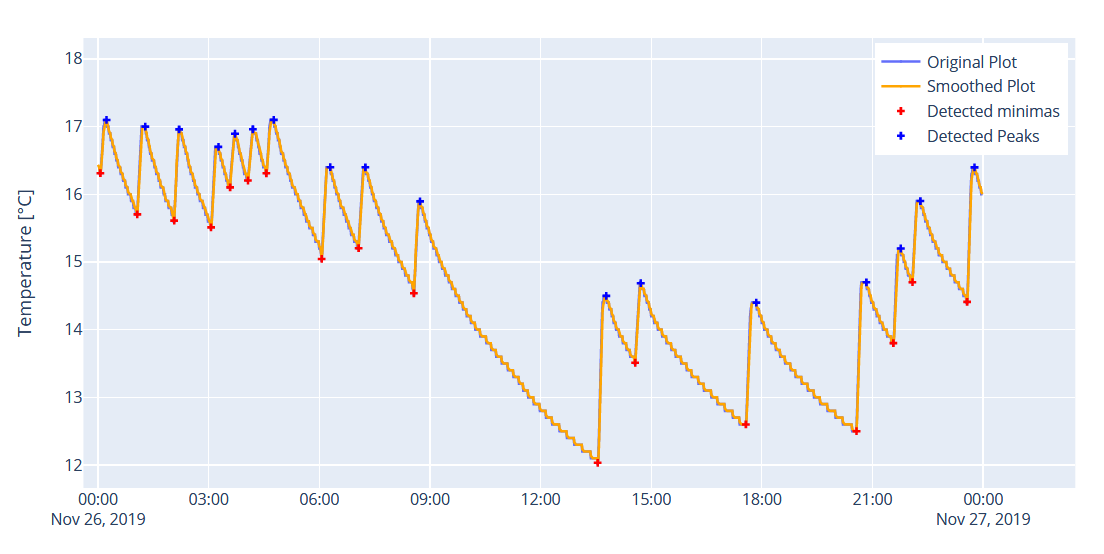 18
17
16
15
14
13
12
Temperature [°C]
00:00
03:00
06:00
09:00
12:00
15:00
18:00
21:00
00:00
Nov 26, 2019
Nov 27, 2019
Original Plot
Smoothed Plot
Detected minimas
Detected Peaks